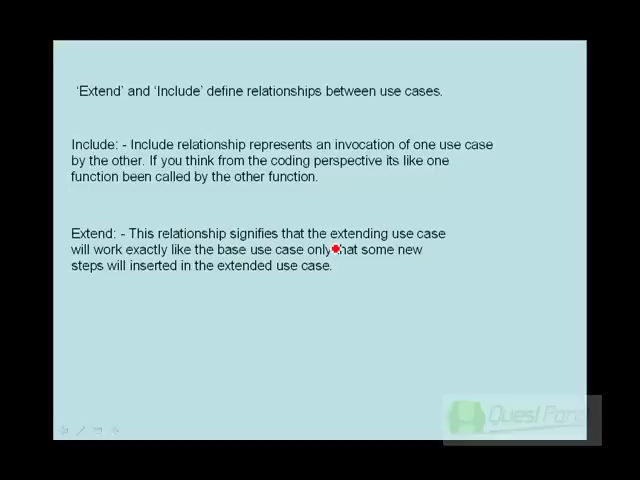 'Extend' and 'Include' define relationships between use cases.
Include: - Include relationship represents an invocation of one use case
by the other. If you think from the coding perspective its like one
function been called by the other function.
Extend: - This relationship signifies that the extending use case
will work exactly like the base use case only that some new
steps will inserted in the extended use case.